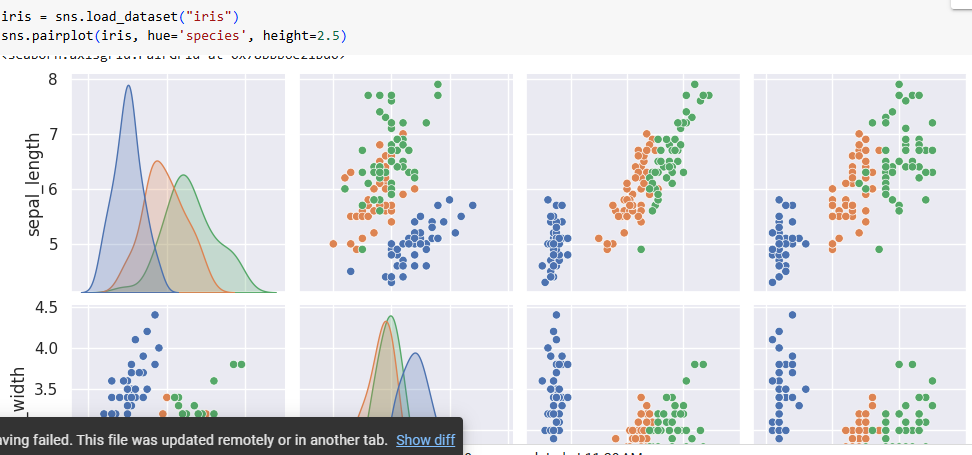 iris = sns.load_dataset("iris")
sns.pairplot(iris, hue='species', height=2.5)
8
7
6
5
sepal_length
4.5
4.0
3.5
_width
aving failed. This file was updated remotely or in another tab. Show diff